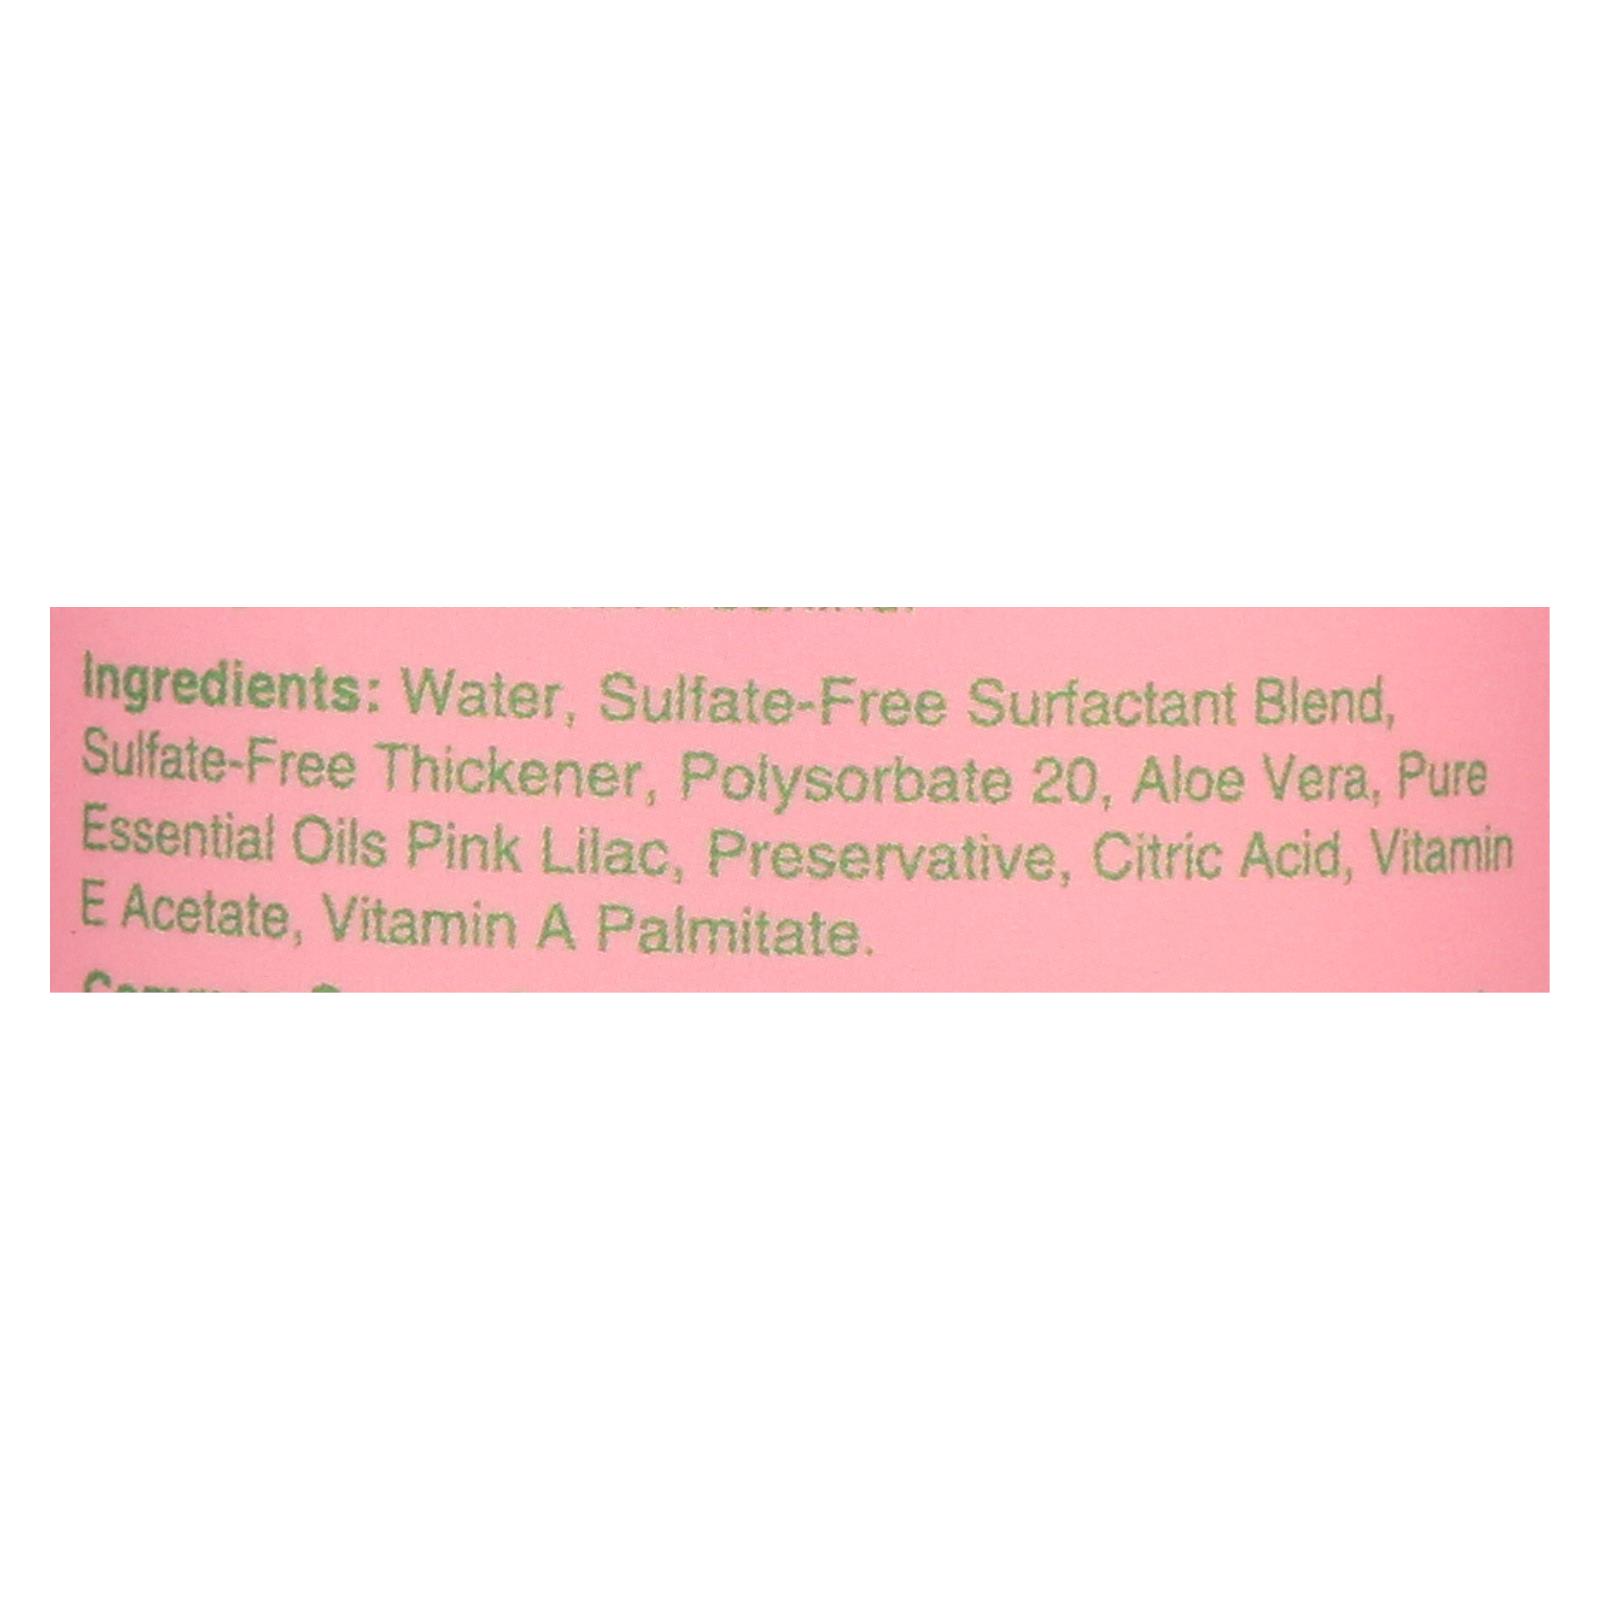 Ingredients: Water, Sulfate-Free Surfactant Blend,
Sulfate-Free Thickener, Polysorbate 20, Aloe Vera, Pure
Essential Oils Pink Lilac, Preservative, Citric Acid, Vitamin
E Acetate, Vitamin A Palmitate.